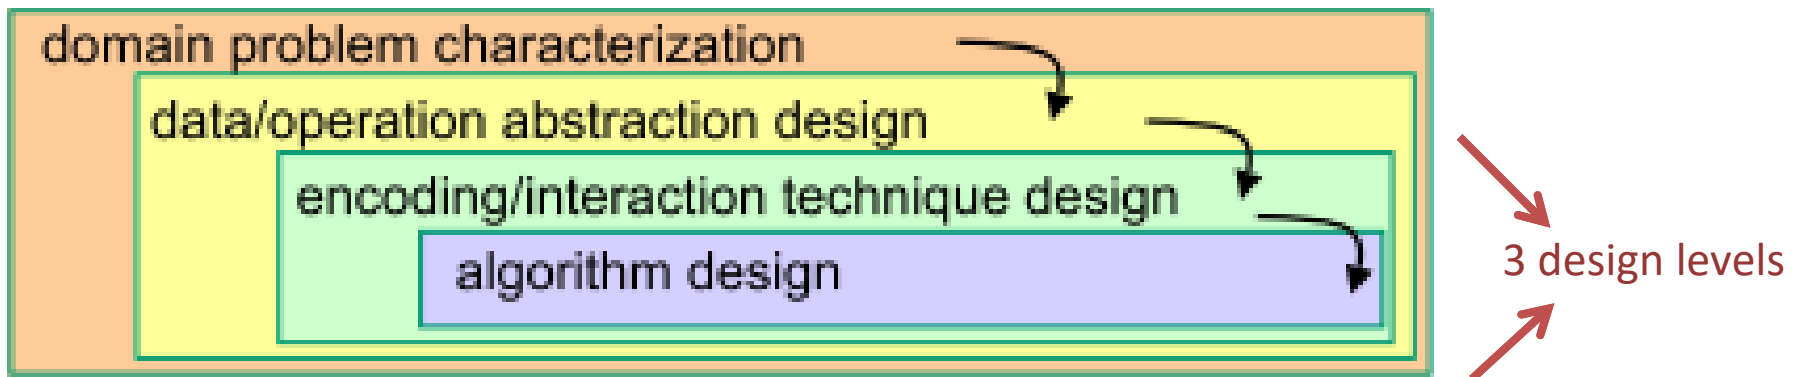 domain problem characterization
data/operation abstraction design
encoding/interaction technique design
algorithm design
3 design levels